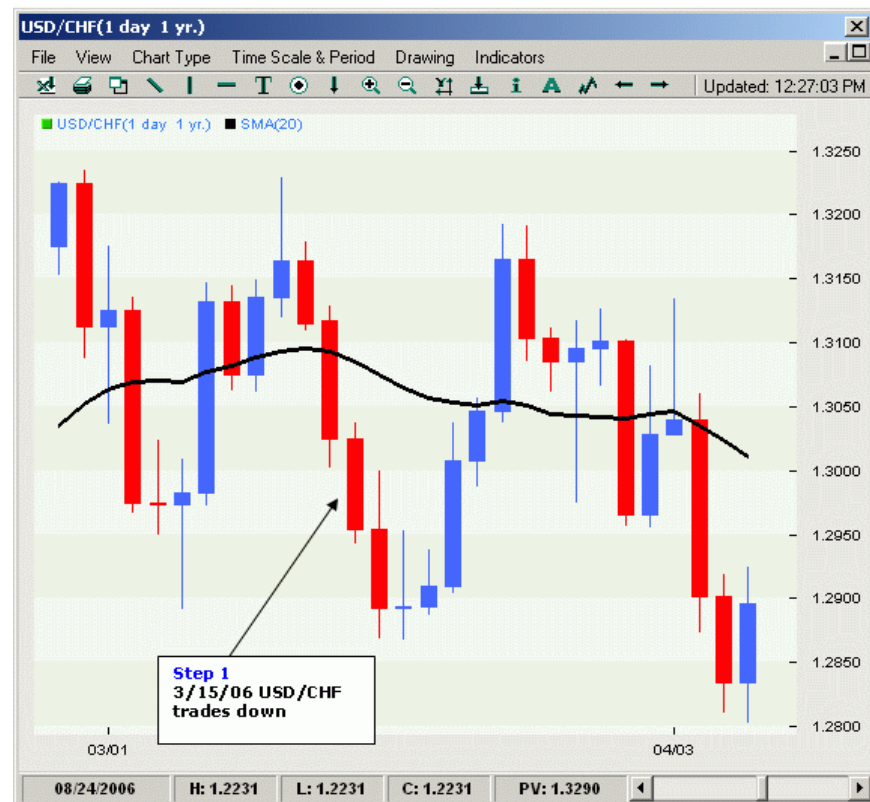 USD/CHF(1 day 1 yr.)
File View Chart Type Time Scale & Period Drawing Indicators
T i A Updated: 12:27:03 PM
USD/CHF(1 day 1 yr.) SMA(20)
1.3250
1.3200
1.3150
1.3100
1.3050
1.3000
1.2950
1.2900
1.2850
1.2800
Step 1
3/15/06 USD/CHF
trades down
03/01 04/03
08/24/2006 H: 1.2231 L: 1.2231 C: 1.2231 PV: 1.3290